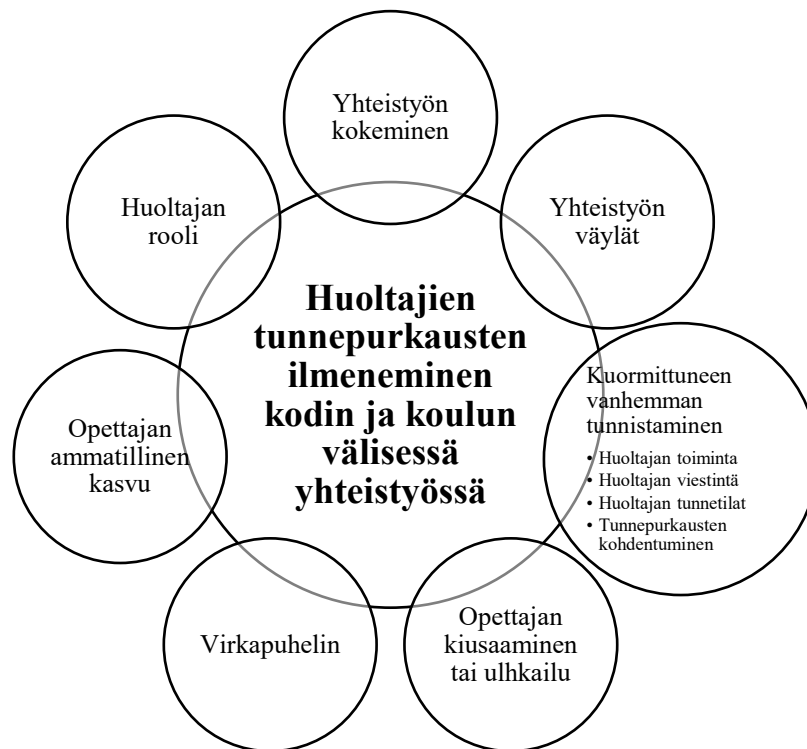 Yhteistyön
kokeminen
Huoltajan
rooli
Yhteistyön
väylät
Huoltajien
tunnepurkausten
ilmeneminen
kodin ja koulun
välisessä
yhteistyössä
Kuormittuneen
vanhemman
tunnistaminen
• Huoltajan toiminta
• Huoltajan viestintä
• Huoltajan tunnetilat
• Tunnepurkausten
kohdentuminen
Opettajan
ammatillinen
kasvu
Virkapuhelin
Opettajan
kiusaaminen
tai ulhkailu